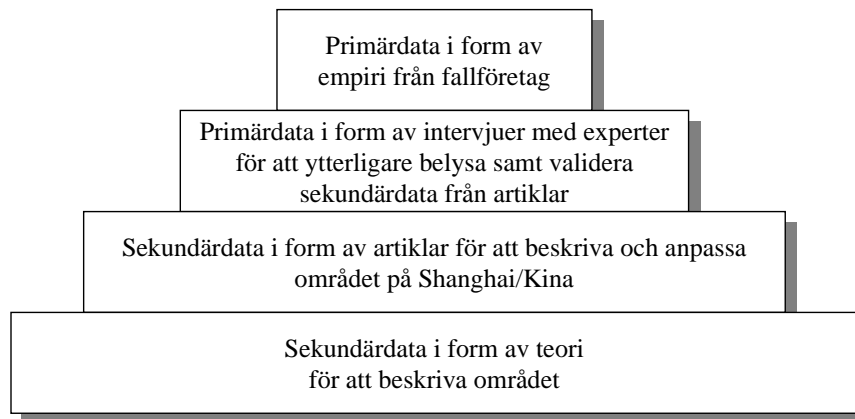 Primärdata i form av
empiri från fallföretag
Primärdata i form av intervjuer med experter
för att ytterligare belysa samt validera
sekundärdata från artiklar
Sekundärdata i form av artiklar för att beskriva och anpassa
området på Shanghai/Kina
Sekundärdata i form av teori
för att beskriva området